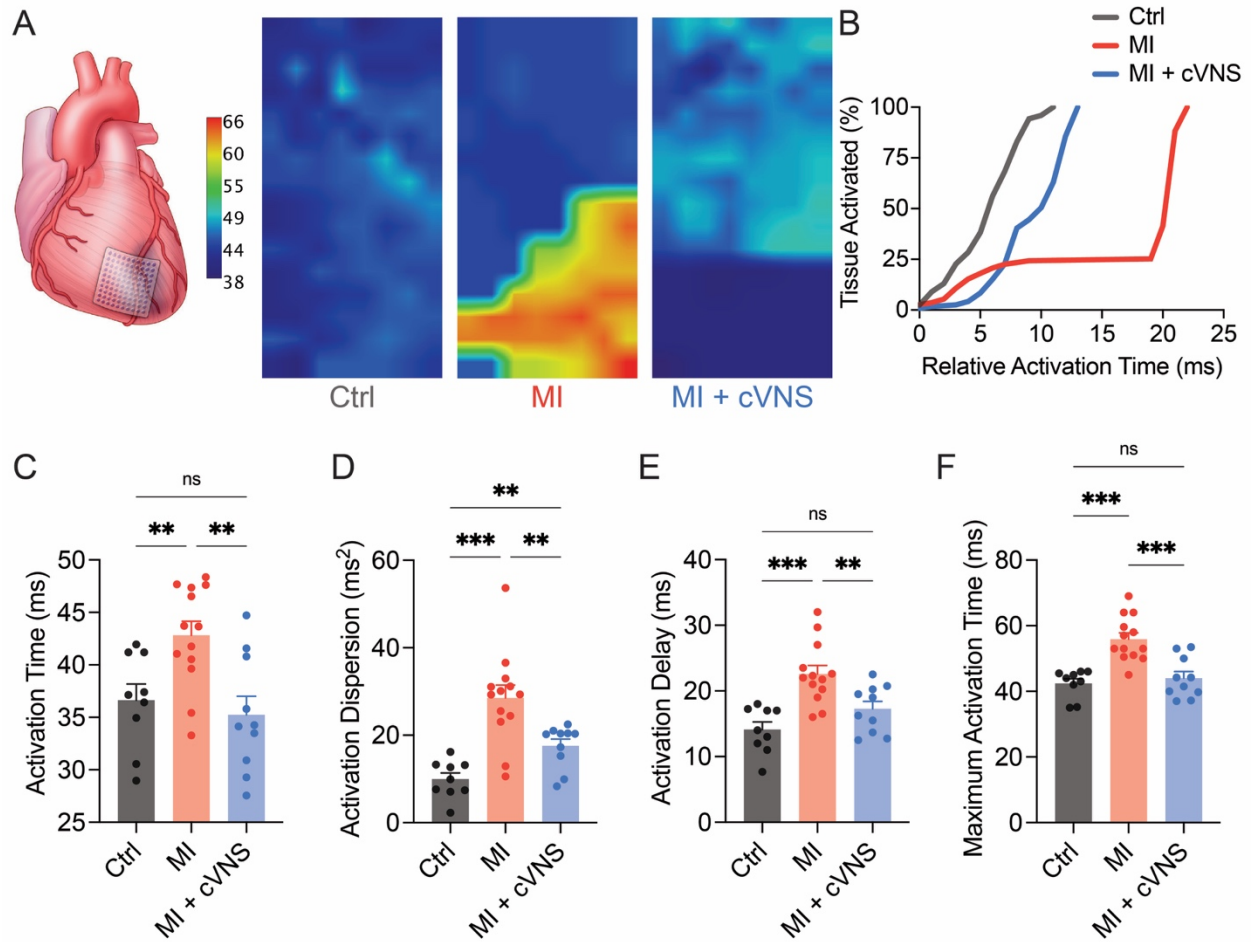 A
66
60
55
49
44
38
Ctrl
MI
MI + cVNS
B
Ctrl
MI
MI + cVNS
Tissue Activated (%)
100
75
50
25
0
0 5 10 15 20 25
Relative Activation Time (ms)
C
ns
** **
Activation Time (ms)
50
45
40
35
30
25
Ctrl
MI
MI + cVNS
D
**
*** **
Activation Dispersion (ms²)
60
40
20
0
Ctrl
MI
MI + cVNS
E
ns
*** **
Activation Delay (ms)
40
30
20
10
0
Ctrl
MI
MI + cVNS
F
ns
***
***
Maximum Activation Time (ms)
80
60
40
20
0
Ctrl
MI
MI + cVNS